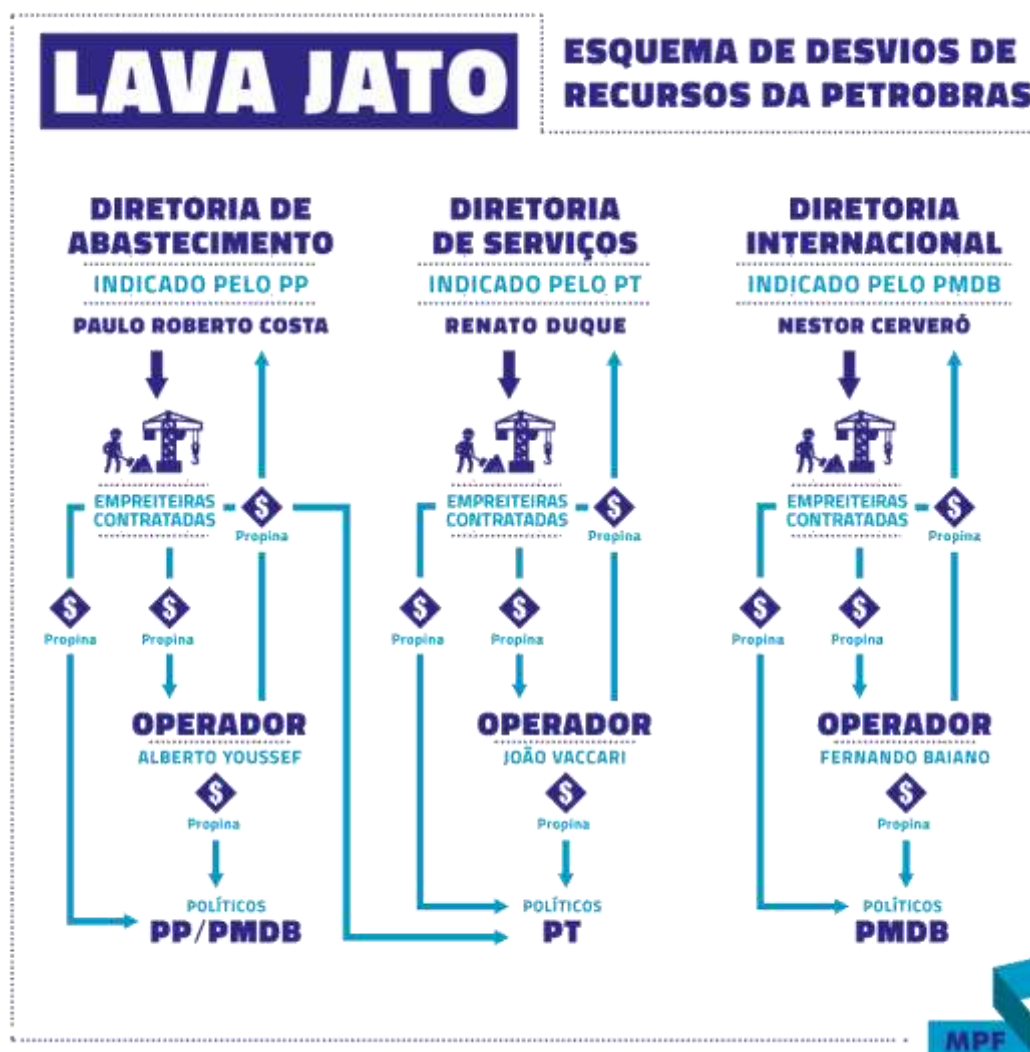 LAVA JATO
ESQUEMA DE DESVIOS DE
RECURSOS DA PETROBRAS
DIRETORIA DE
ABASTECIMENTO
INDICADO PELO PP
PAULO ROBERTO COSTA
EMPREITEIRAS
CONTRATADAS
$
Propina
$
Propina
$
Propina
OPERADOR
ALBERTO YOUSSEF
$
Propina
POLÍTICOS
PP/PMDB
DIRETORIA
DE SERVIÇOS
INDICADO PELO PT
RENATO DUQUE
EMPREITEIRAS
CONTRATADAS
$
Propina
$
Propina
$
Propina
OPERADOR
JOÃO VACCARI
$
Propina
POLÍTICOS
PT
DIRETORIA
INTERNACIONAL
INDICADO PELO PMDB
NESTOR CERVERÓ
EMPREITEIRAS
CONTRATADAS
$
Propina
$
Propina
$
Propina
OPERADOR
FERNANDO BAIANO
$
Propina
POLÍTICOS
PMDB
MPF